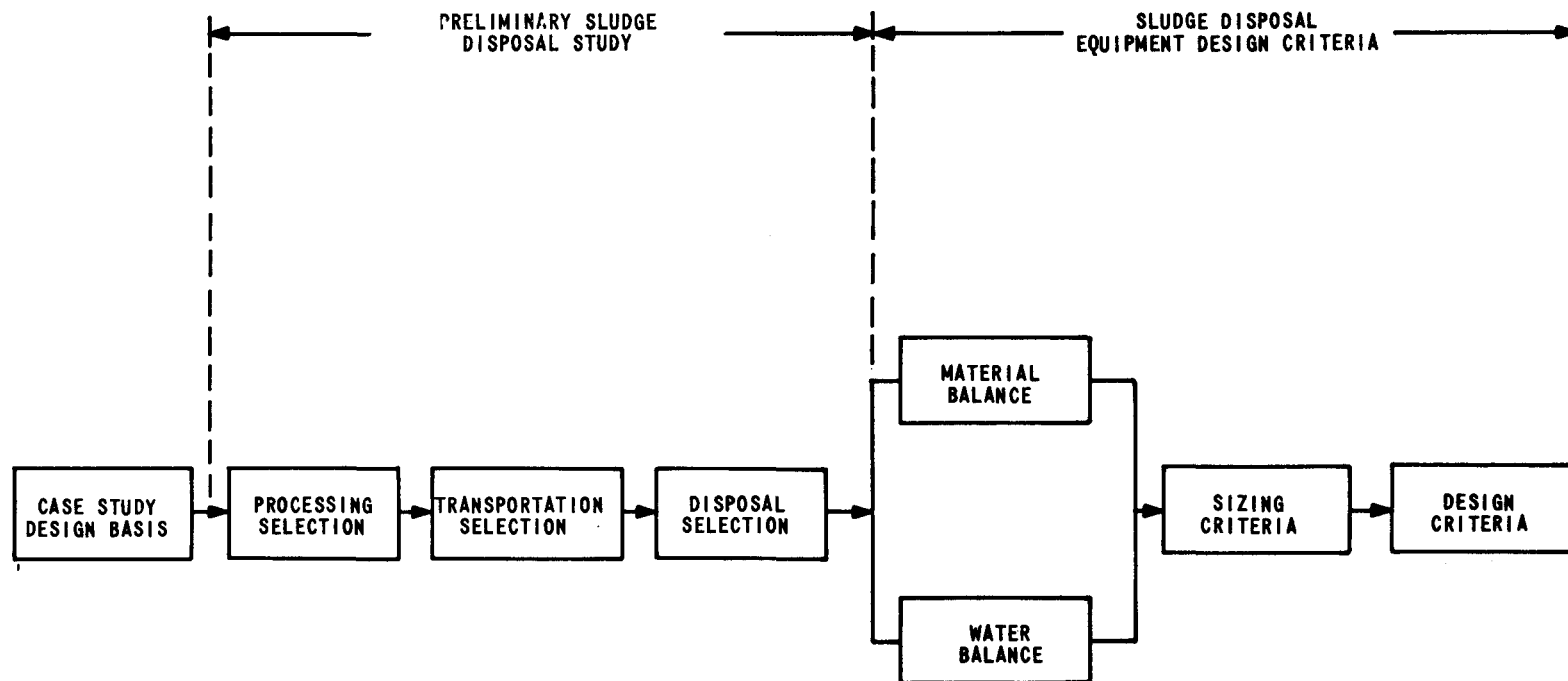 PRELIMINARY SLUDGE
DISPOSAL STUDY
SLUDGE DISPOSAL
EQUIPMENT DESIGN CRITERIA
MATERIAL
BALANCE
CASE STUDY
DESIGN BASIS
PROCESSING
SELECTION
TRANSPORTATION
SELECTION
DISPOSAL
SELECTION
SIZING
CRITERIA
DESIGN
CRITERIA
WATER
BALANCE